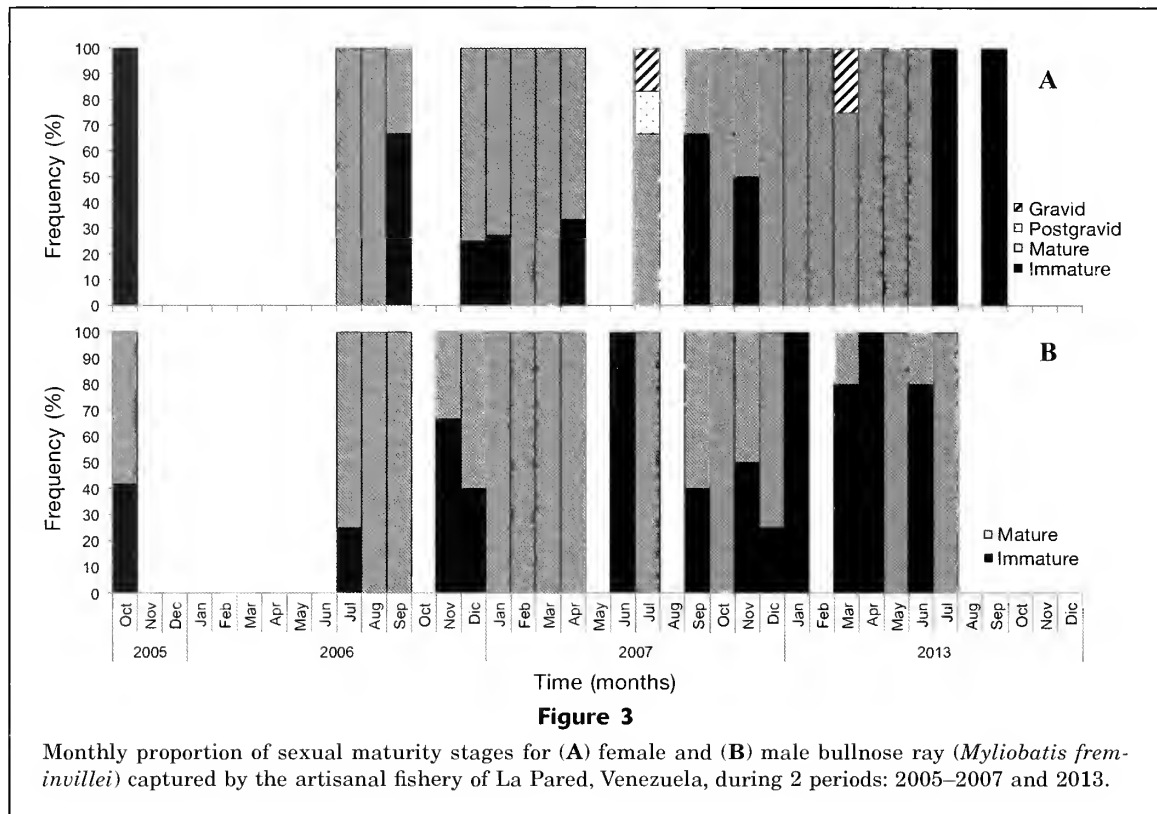 100
90
80
70
60
50
40
30
20
10
0
Frequency (%)
A
Gravid
Postgravid
Mature
Immature
100
90
80
70
60
50
40
30
20
10
0
Frequency (%)
B
Mature
Immature
Oct Nov Dec Jan Feb Mar Apr May Jun Jul Aug Sep Oct Nov Dic Jan Feb Mar Apr May Jun Jul Aug Sep Oct Nov Dic Jan Feb Mar Apr May Jun Jul Aug Sep Oct Nov Dic
2005 2006 2007 2013
Time (months)
Figure 3
Monthly proportion of sexual maturity stages for (A) female and (B) male bullnose ray (Myliobatis frem-
invillei) captured by the artisanal fishery of La Pared, Venezuela, during 2 periods: 2005–2007 and 2013.